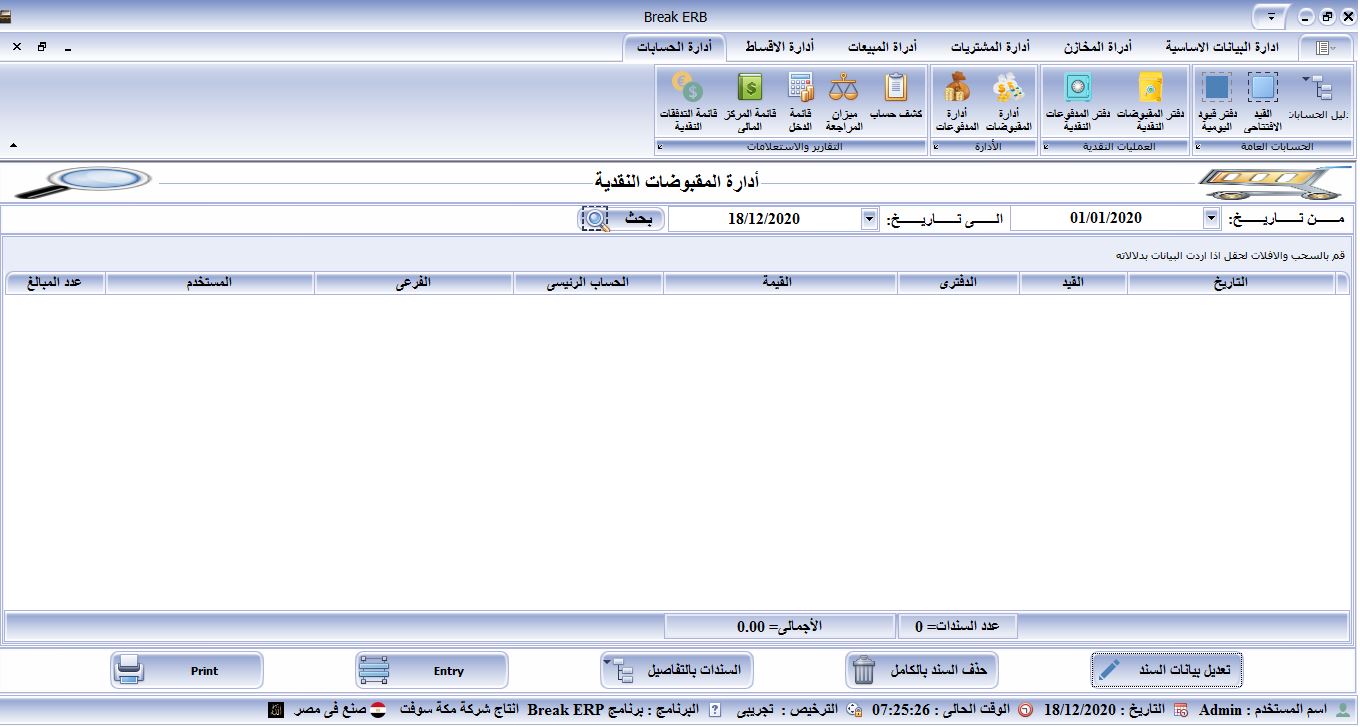 Break ERB
ادارة البيانات الاساسية
أدراة المخازن
أدارة المشتريات
أدراة المبيعات
أدارة الاقساط
أدارة الحسابات
دليل الحسابات
القيد الافتتاحى
دفتر قيود اليومية
الحسابات العامة
دفتر المقبوضات النقدية
دفتر المدفوعات النقدية
العمليات النقدية
أدارة المقبوضات
أدارة المدفوعات
الأدارة
كشف حساب
ميزان المراجعة
قائمة الدخل
قائمة المركز المالى
قائمة التدفقات النقدية
التقارير والاستعلامات
أدارة المقبوضات النقدية
مـــن تـــاريـــخ: 01/01/2020 الـــى تـــاريـــخ: 18/12/2020 بحث
قم بالسحب والافلات لحقل اذا اردت البيانات بدلالاته
التاريخ القيد الدفترى القيمة الحساب الرئيسى الفرعى المستخدم عدد المبالغ
عدد السندات= 0 الأجمالى= 0.00
تعديل بيانات السند حذف السند بالكامل السندات بالتفاصيل Entry Print
اسم المستخدم : Admin التاريخ : 18/12/2020 الوقت الحالى : 07:25:26 الترخيص : تجريبى البرنامج : برنامج Break ERP انتاج شركة مكة سوفت صنع فى مصر